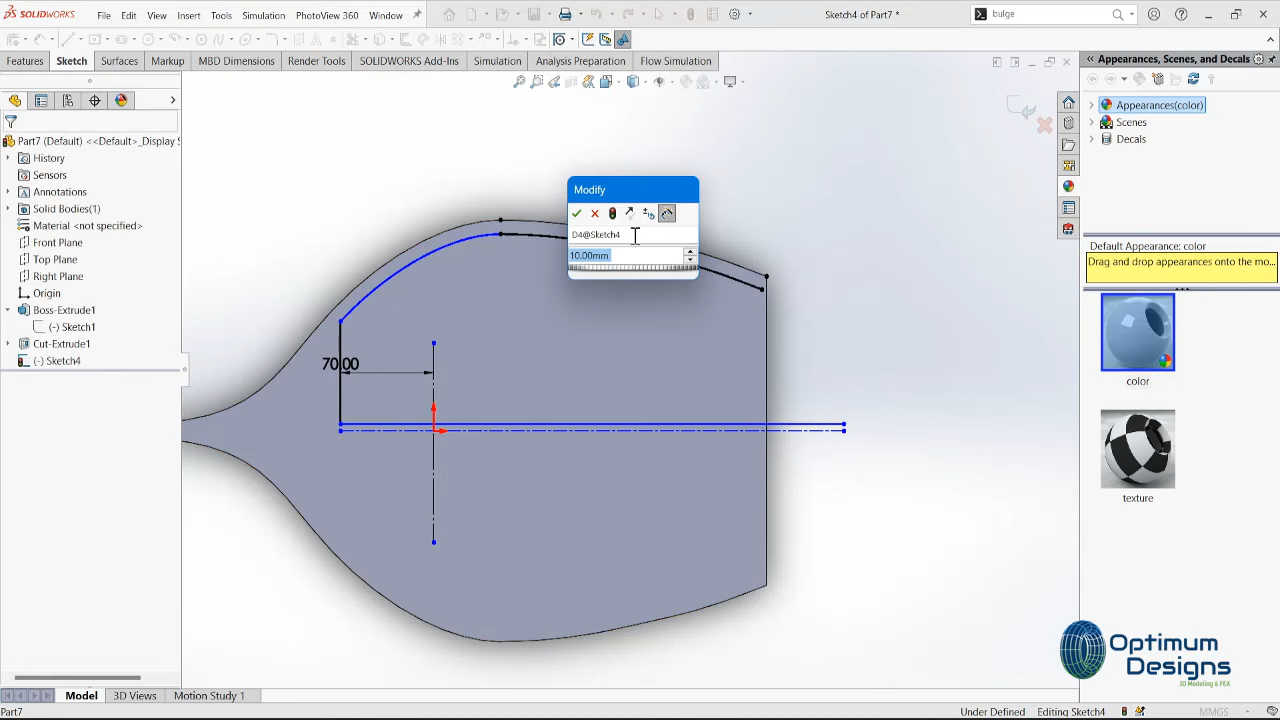 SOLIDWORKS File Edit View Insert Tools Simulation PhotoView 360 Window Sketch4 of Part7 * bulge
Features Sketch Surfaces Markup MBD Dimensions Render Tools SOLIDWORKS Add-Ins Simulation Analysis Preparation Flow Simulation
Appearances, Scenes, and Decals
Appearances(color)
Scenes
Decals
Part7 (Default) <<Default>_Display S
History
Sensors
Annotations
Solid Bodies(1)
Material <not specified>
Front Plane
Top Plane
Right Plane
Origin
Boss-Extrude1
(-) Sketch1
Cut-Extrude1
(-) Sketch4
Modify
D4@Sketch4
10.00mm
70.00
Default Appearance: color
Drag and drop appearances onto the mo...
color
texture
Optimum
Designs
3D Modeling & FEA
Model 3D Views Motion Study 1
Part7 Under Defined Editing Sketch4 MMGS